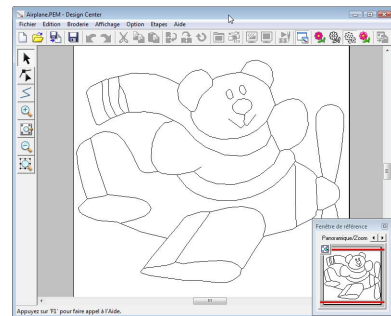 Airplane.PEM - Design Center
Fichier Edition Broderie Affichage Option Etapes Aide
Fenêtre de référence
Panoramique/Zoom
Appuyez sur 'F1' pour faire appel à l'Aide.